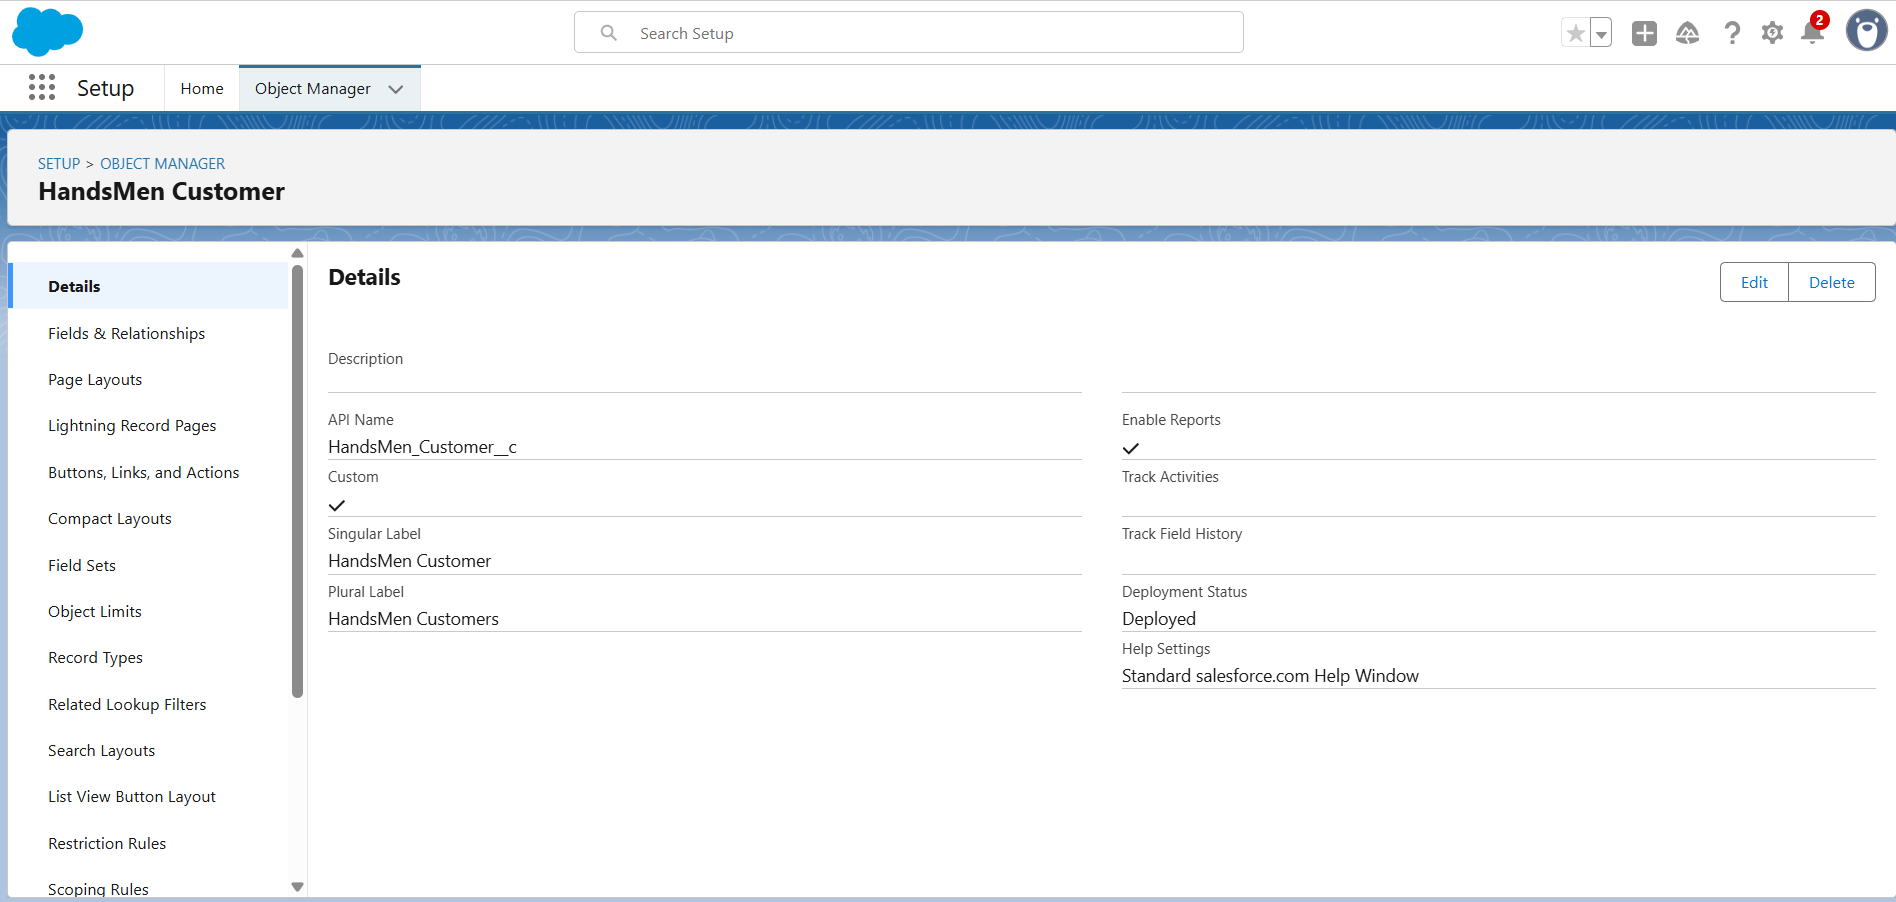 Search Setup
2
Setup
Home
Object Manager
SETUP > OBJECT MANAGER
HandsMen Customer
Details
Fields & Relationships
Page Layouts
Lightning Record Pages
Buttons, Links, and Actions
Compact Layouts
Field Sets
Object Limits
Record Types
Related Lookup Filters
Search Layouts
List View Button Layout
Restriction Rules
Scoping Rules
Details
Edit
Delete
Description
API Name
HandsMen_Customer__c
Custom
Singular Label
HandsMen Customer
Plural Label
HandsMen Customers
Enable Reports
Track Activities
Track Field History
Deployment Status
Deployed
Help Settings
Standard salesforce.com Help Window